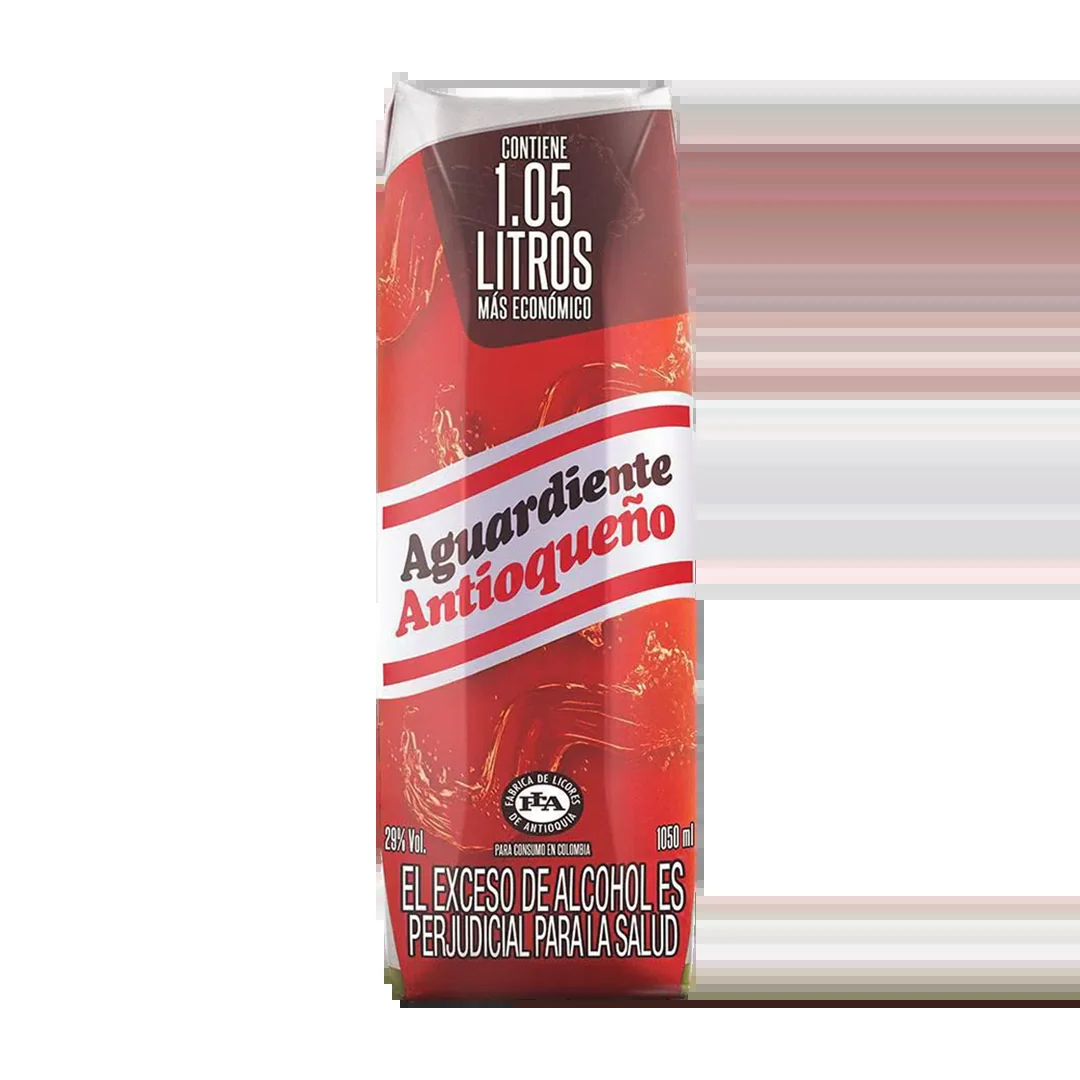 CONTIENE
1.05
LITROS
MÁS ECONÓMICO
Aguardiente
Antioqueño
FABRICA DE LICORES
FLA
DE ANTIOQUIA
29% Vol.
1050 ml
PARA CONSUMO EN COLOMBIA
EL EXCESO DE ALCOHOL ES
PERJUDICIAL PARA LA SALUD